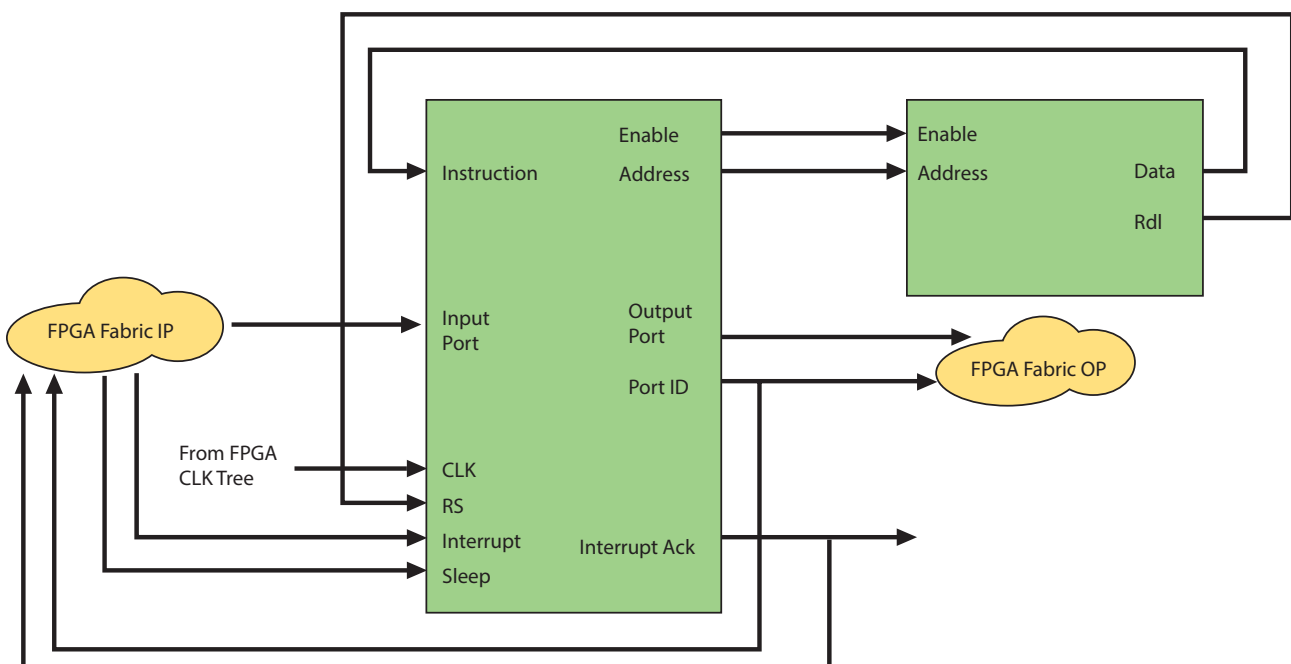 Enable
Address
Instruction
Input
Port
Output
Port
Port ID
CLK
RS
Interrupt
Sleep
Interrupt Ack
Enable
Address
Data
Rdl
FPGA Fabric IP
FPGA Fabric OP
From FPGA
CLK Tree